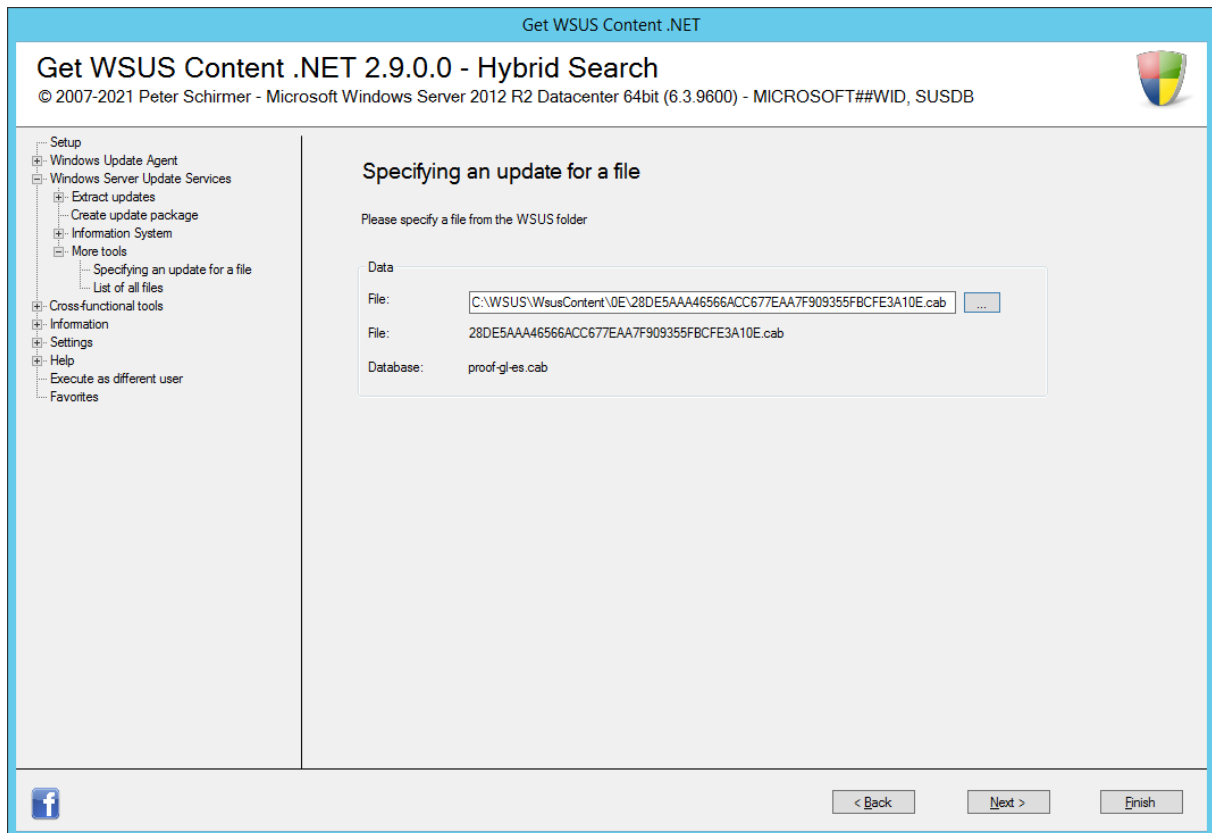 Get WSUS Content .NET
Get WSUS Content .NET 2.9.0.0 - Hybrid Search
© 2007-2021 Peter Schirmer - Microsoft Windows Server 2012 R2 Datacenter 64bit (6.3.9600) - MICROSOFT##WID, SUSDB
Setup
Windows Update Agent
Windows Server Update Services
Extract updates
Create update package
Information System
More tools
Specifying an update for a file
List of all files
Cross-functional tools
Information
Settings
Help
Execute as different user
Favorites
Specifying an update for a file
Please specify a file from the WSUS folder
Data
File: C:\WSUS\WsusContent\0E\28DE5AAA46566ACC677EAA7F909355FBCFE3A10E.cab ...
File: 28DE5AAA46566ACC677EAA7F909355FBCFE3A10E.cab
Database: proof-gl-es.cab
f
< Back Next > Finish